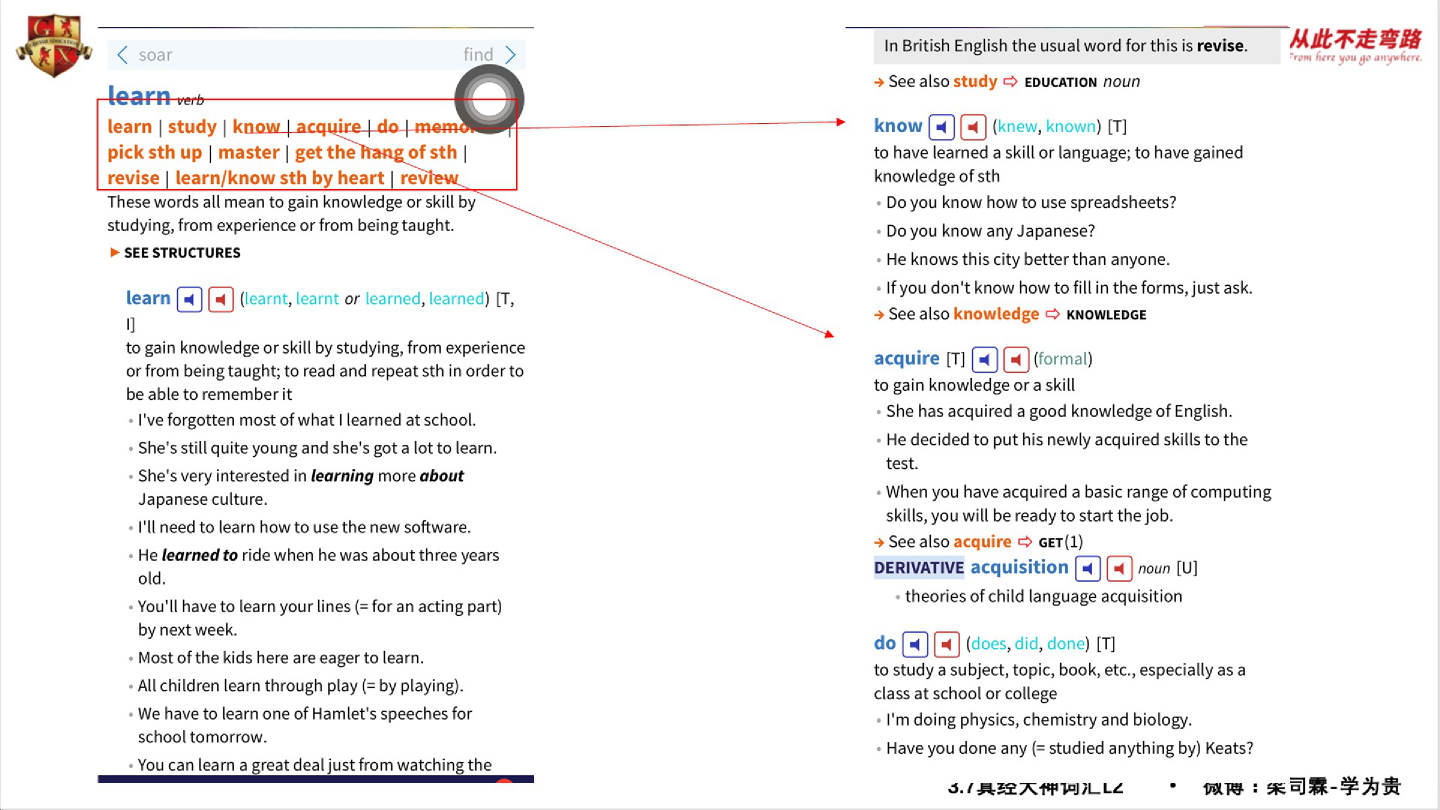 soar
find
learn verb
learn | study | know | acquire | do | |
pick sth up | master | get the hang of sth |
revise | learn/know sth by heart | review
These words all mean to gain knowledge or skill by
studying, from experience or from being taught.
► SEE STRUCTURES
learn (learnt, learnt or learned, learned) [T,
I]
to gain knowledge or skill by studying, from experience
or from being taught; to read and repeat sth in order to
be able to remember it
• I've forgotten most of what I learned at school.
• She's still quite young and she's got a lot to learn.
• She's very interested in learning more about
Japanese culture.
• I'll need to learn how to use the new software.
• He learned to ride when he was about three years
old.
• You'll have to learn your lines (= for an acting part)
by next week.
• Most of the kids here are eager to learn.
• All children learn through play (= by playing).
• We have to learn one of Hamlet's speeches for
school tomorrow.
• You can learn a great deal just from watching the
In British English the usual word for this is revise.
→ See also study ⇨ EDUCATION noun
know (knew, known) [T]
to have learned a skill or language; to have gained
knowledge of sth
• Do you know how to use spreadsheets?
• Do you know any Japanese?
• He knows this city better than anyone.
• If you don't know how to fill in the forms, just ask.
→ See also knowledge ⇨ KNOWLEDGE
acquire [T] (formal)
to gain knowledge or a skill
• She has acquired a good knowledge of English.
• He decided to put his newly acquired skills to the
test.
• When you have acquired a basic range of computing
skills, you will be ready to start the job.
→ See also acquire ⇨ GET(1)
DERIVATIVE acquisition noun [U]
• theories of child language acquisition
do (does, did, done) [T]
to study a subject, topic, book, etc., especially as a
class at school or college
• I'm doing physics, chemistry and biology.
• Have you done any (= studied anything by) Keats?
从此不走弯路
From here you go anywhere.
3.7真经大神词汇L2 • 微博：柴司霖-学为贵